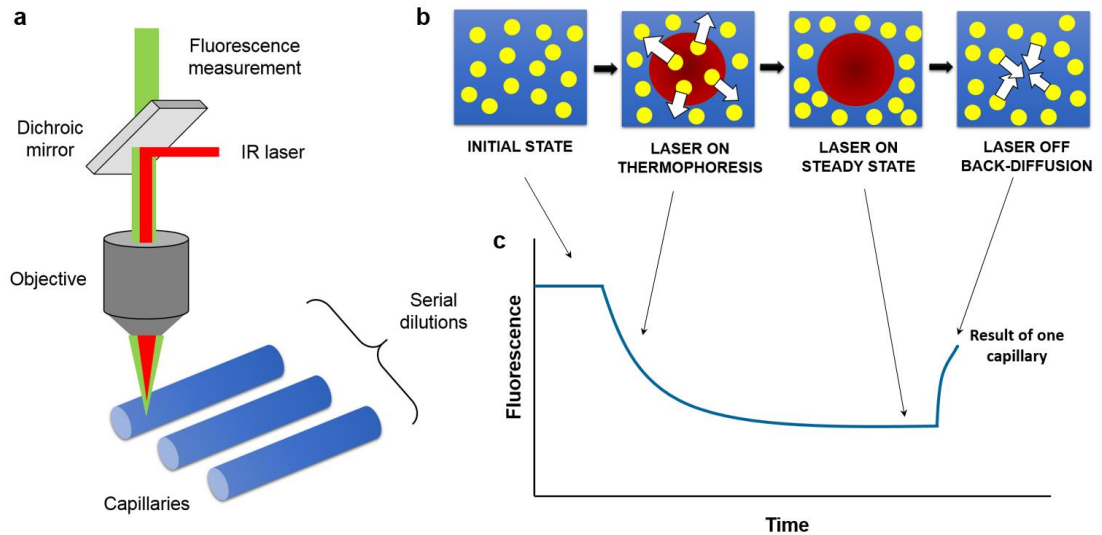 a
Fluorescence
measurement
Dichroic
mirror
IR laser
Objective
Serial
dilutions
Capillaries
b
INITIAL STATE
LASER ON
THERMOPHORESIS
LASER ON
STEADY STATE
LASER OFF
BACK-DIFFUSION
c
Fluorescence
Result of one
capillary
Time